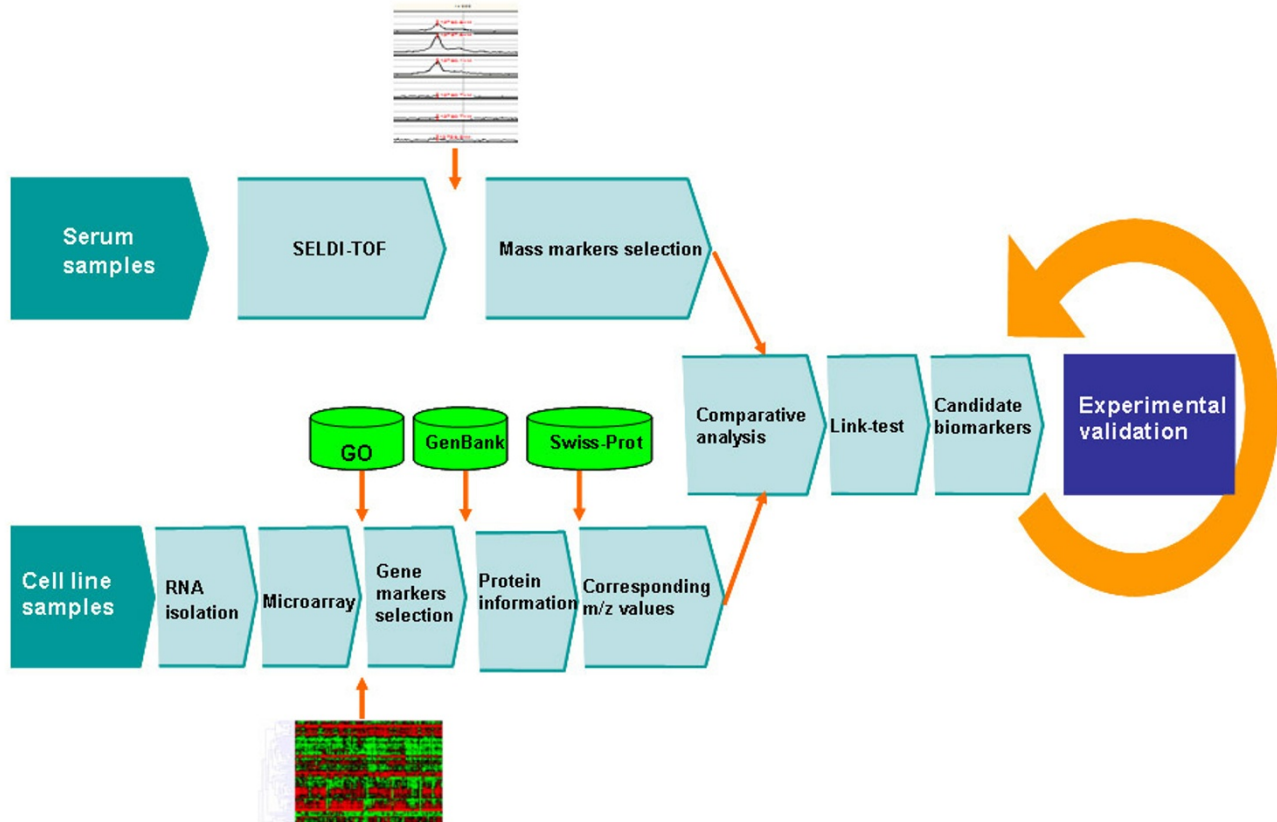 Serum
samples
SELDI-TOF
Mass markers selection
GO
GenBank
Swiss-Prot
Comparative
analysis
Link-test
Candidate
biomarkers
Experimental
validation
Cell line
samples
RNA
isolation
Microarray
Gene
markers
selection
Protein
information
Corresponding
m/z values